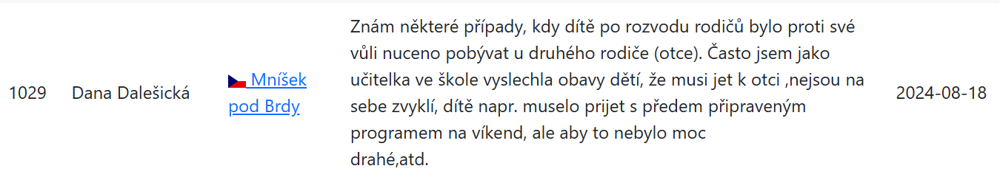 Znám některé případy, kdy dítě po rozvodu rodičů bylo proti své
vůli nuceno pobývat u druhého rodiče (otce). Často jsem jako
učitelka ve škole vyslechla obavy dětí, že musi jet k otci ,nejsou na
sebe zvyklí, dítě napr. muselo prijet s předem připraveným
programem na víkend, ale aby to nebylo moc
drahé,atd.
1029
Dana Dalešická
Mníšek
pod Brdy
2024-08-18